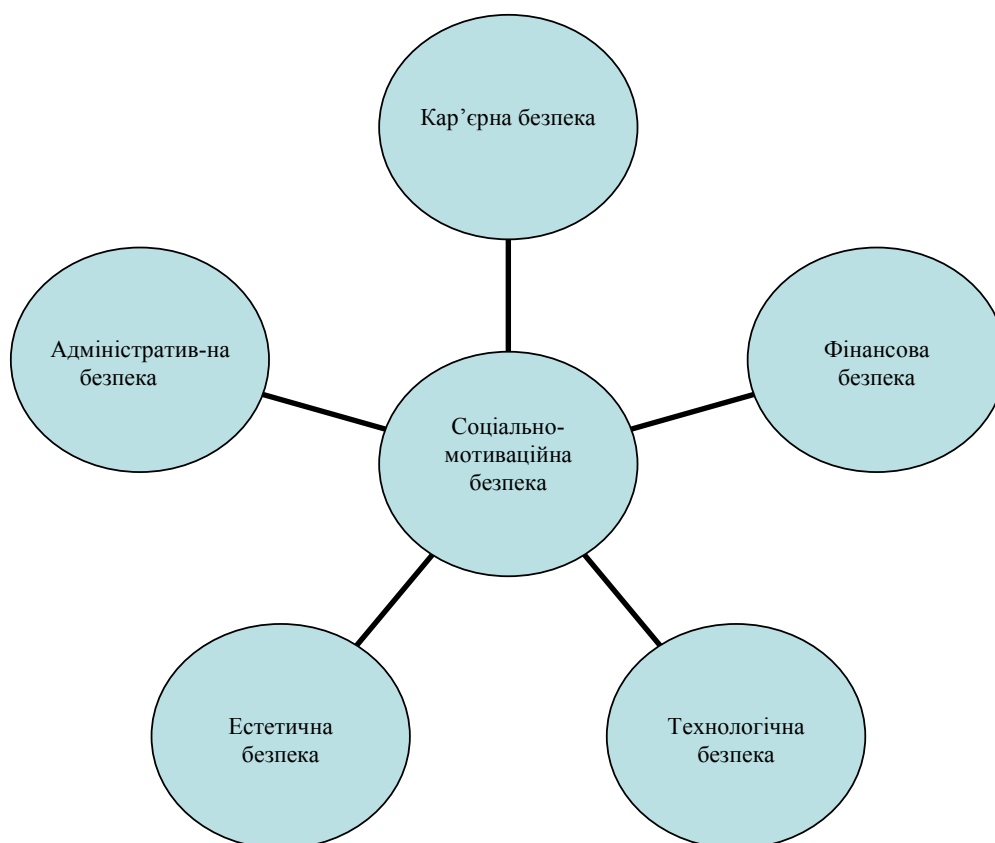 Кар’єрна безпека
Адміністратив-на
безпека
Фінансова
безпека
Соціально-
мотиваційна
безпека
Естетична
безпека
Технологічна
безпека